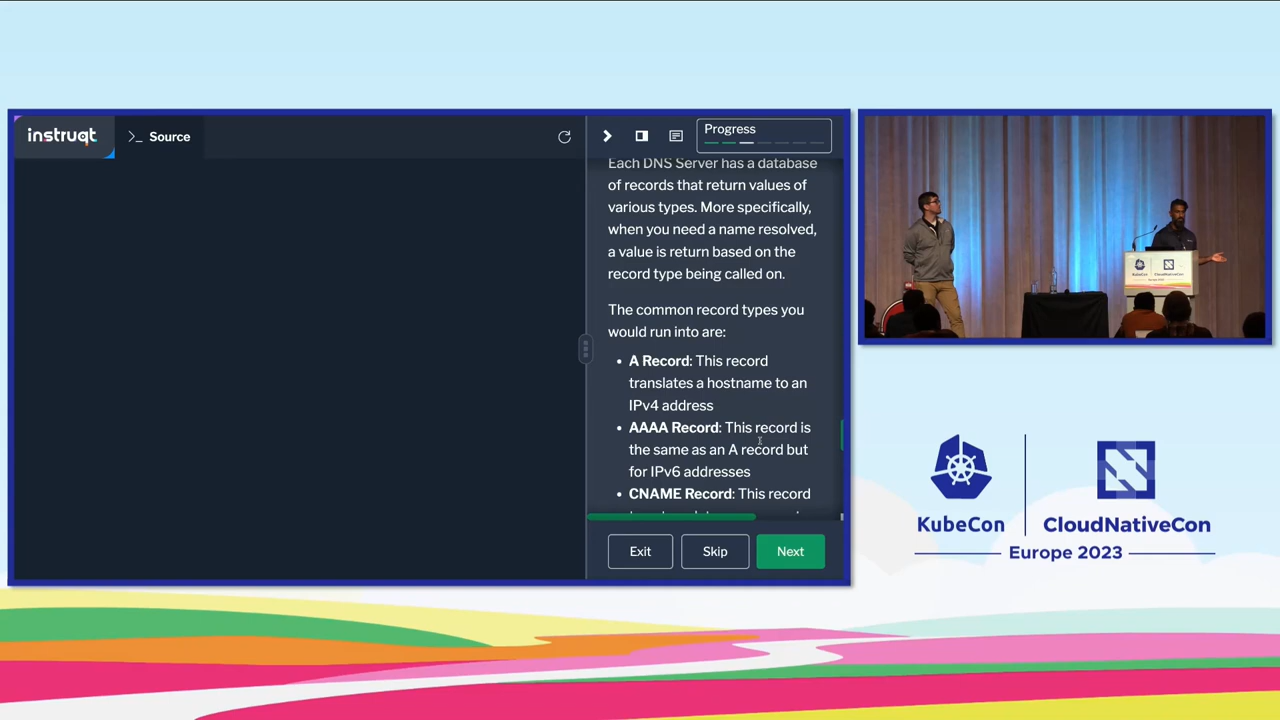 instruqt
>_ Source
Progress
Each DNS Server has a database
of records that return values of
various types. More specifically,
when you need a name resolved,
a value is return based on the
record type being called on.
The common record types you
would run into are:
• A Record: This record
translates a hostname to an
IPv4 address
• AAAA Record: This record is
the same as an A record but
for IPv6 addresses
• CNAME Record: This record
Exit
Skip
Next
KubeCon
CloudNativeCon
KubeCon
CloudNativeCon
Europe 2023